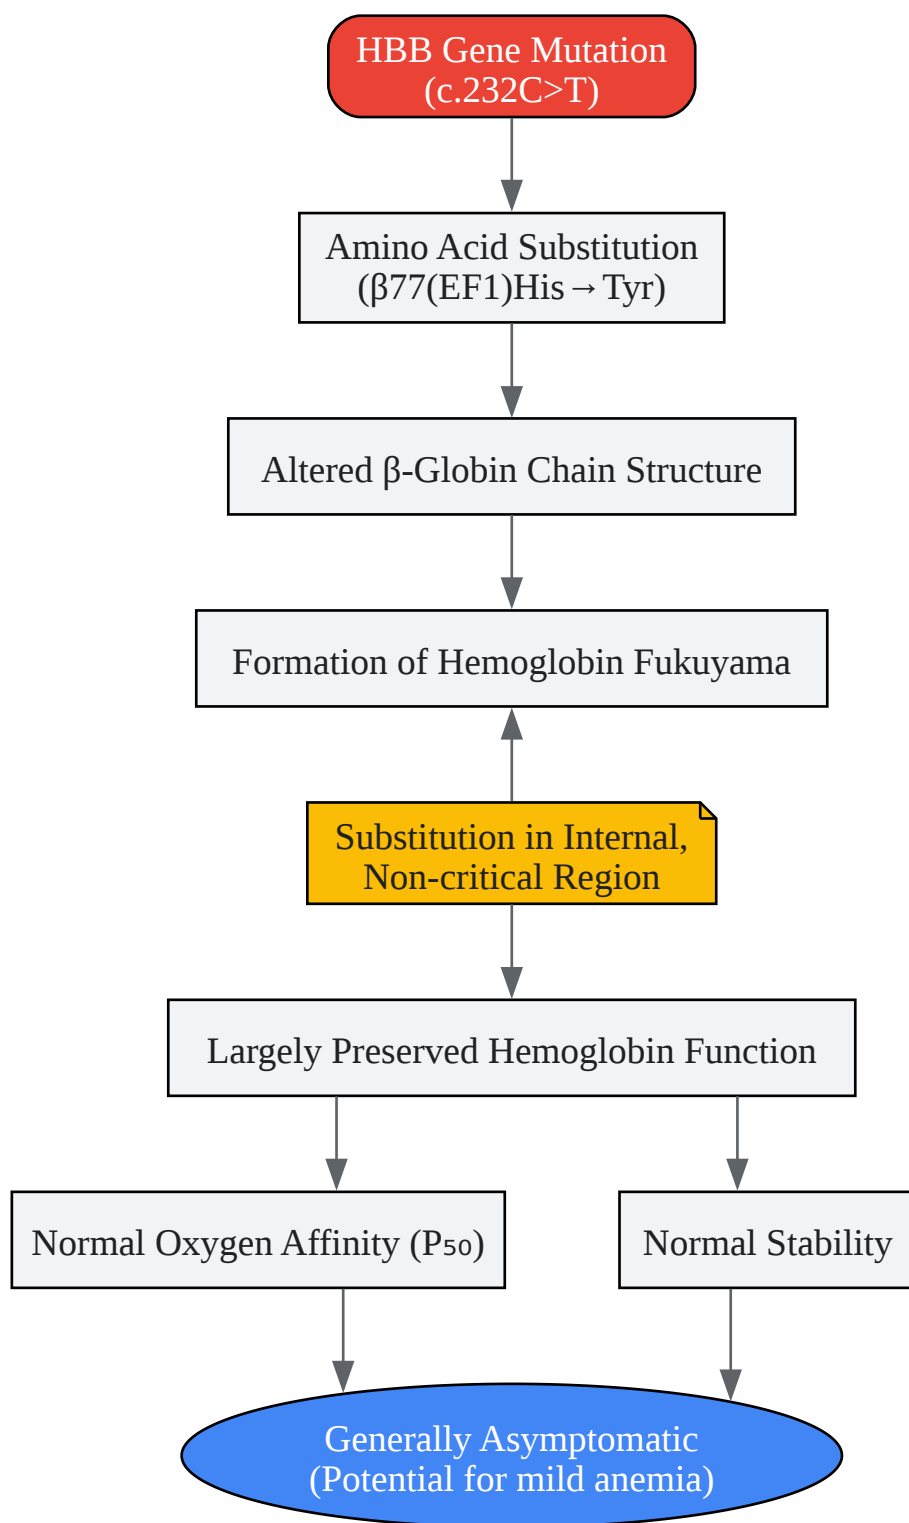 HBB Gene Mutation
(c.232C>T)
Amino Acid Substitution
(β77(EF1)His→Tyr)
Altered β-Globin Chain Structure
Formation of Hemoglobin Fukuyama
Substitution in Internal,
Non-critical Region
Largely Preserved Hemoglobin Function
Normal Oxygen Affinity (P₅₀)
Normal Stability
Generally Asymptomatic
(Potential for mild anemia)